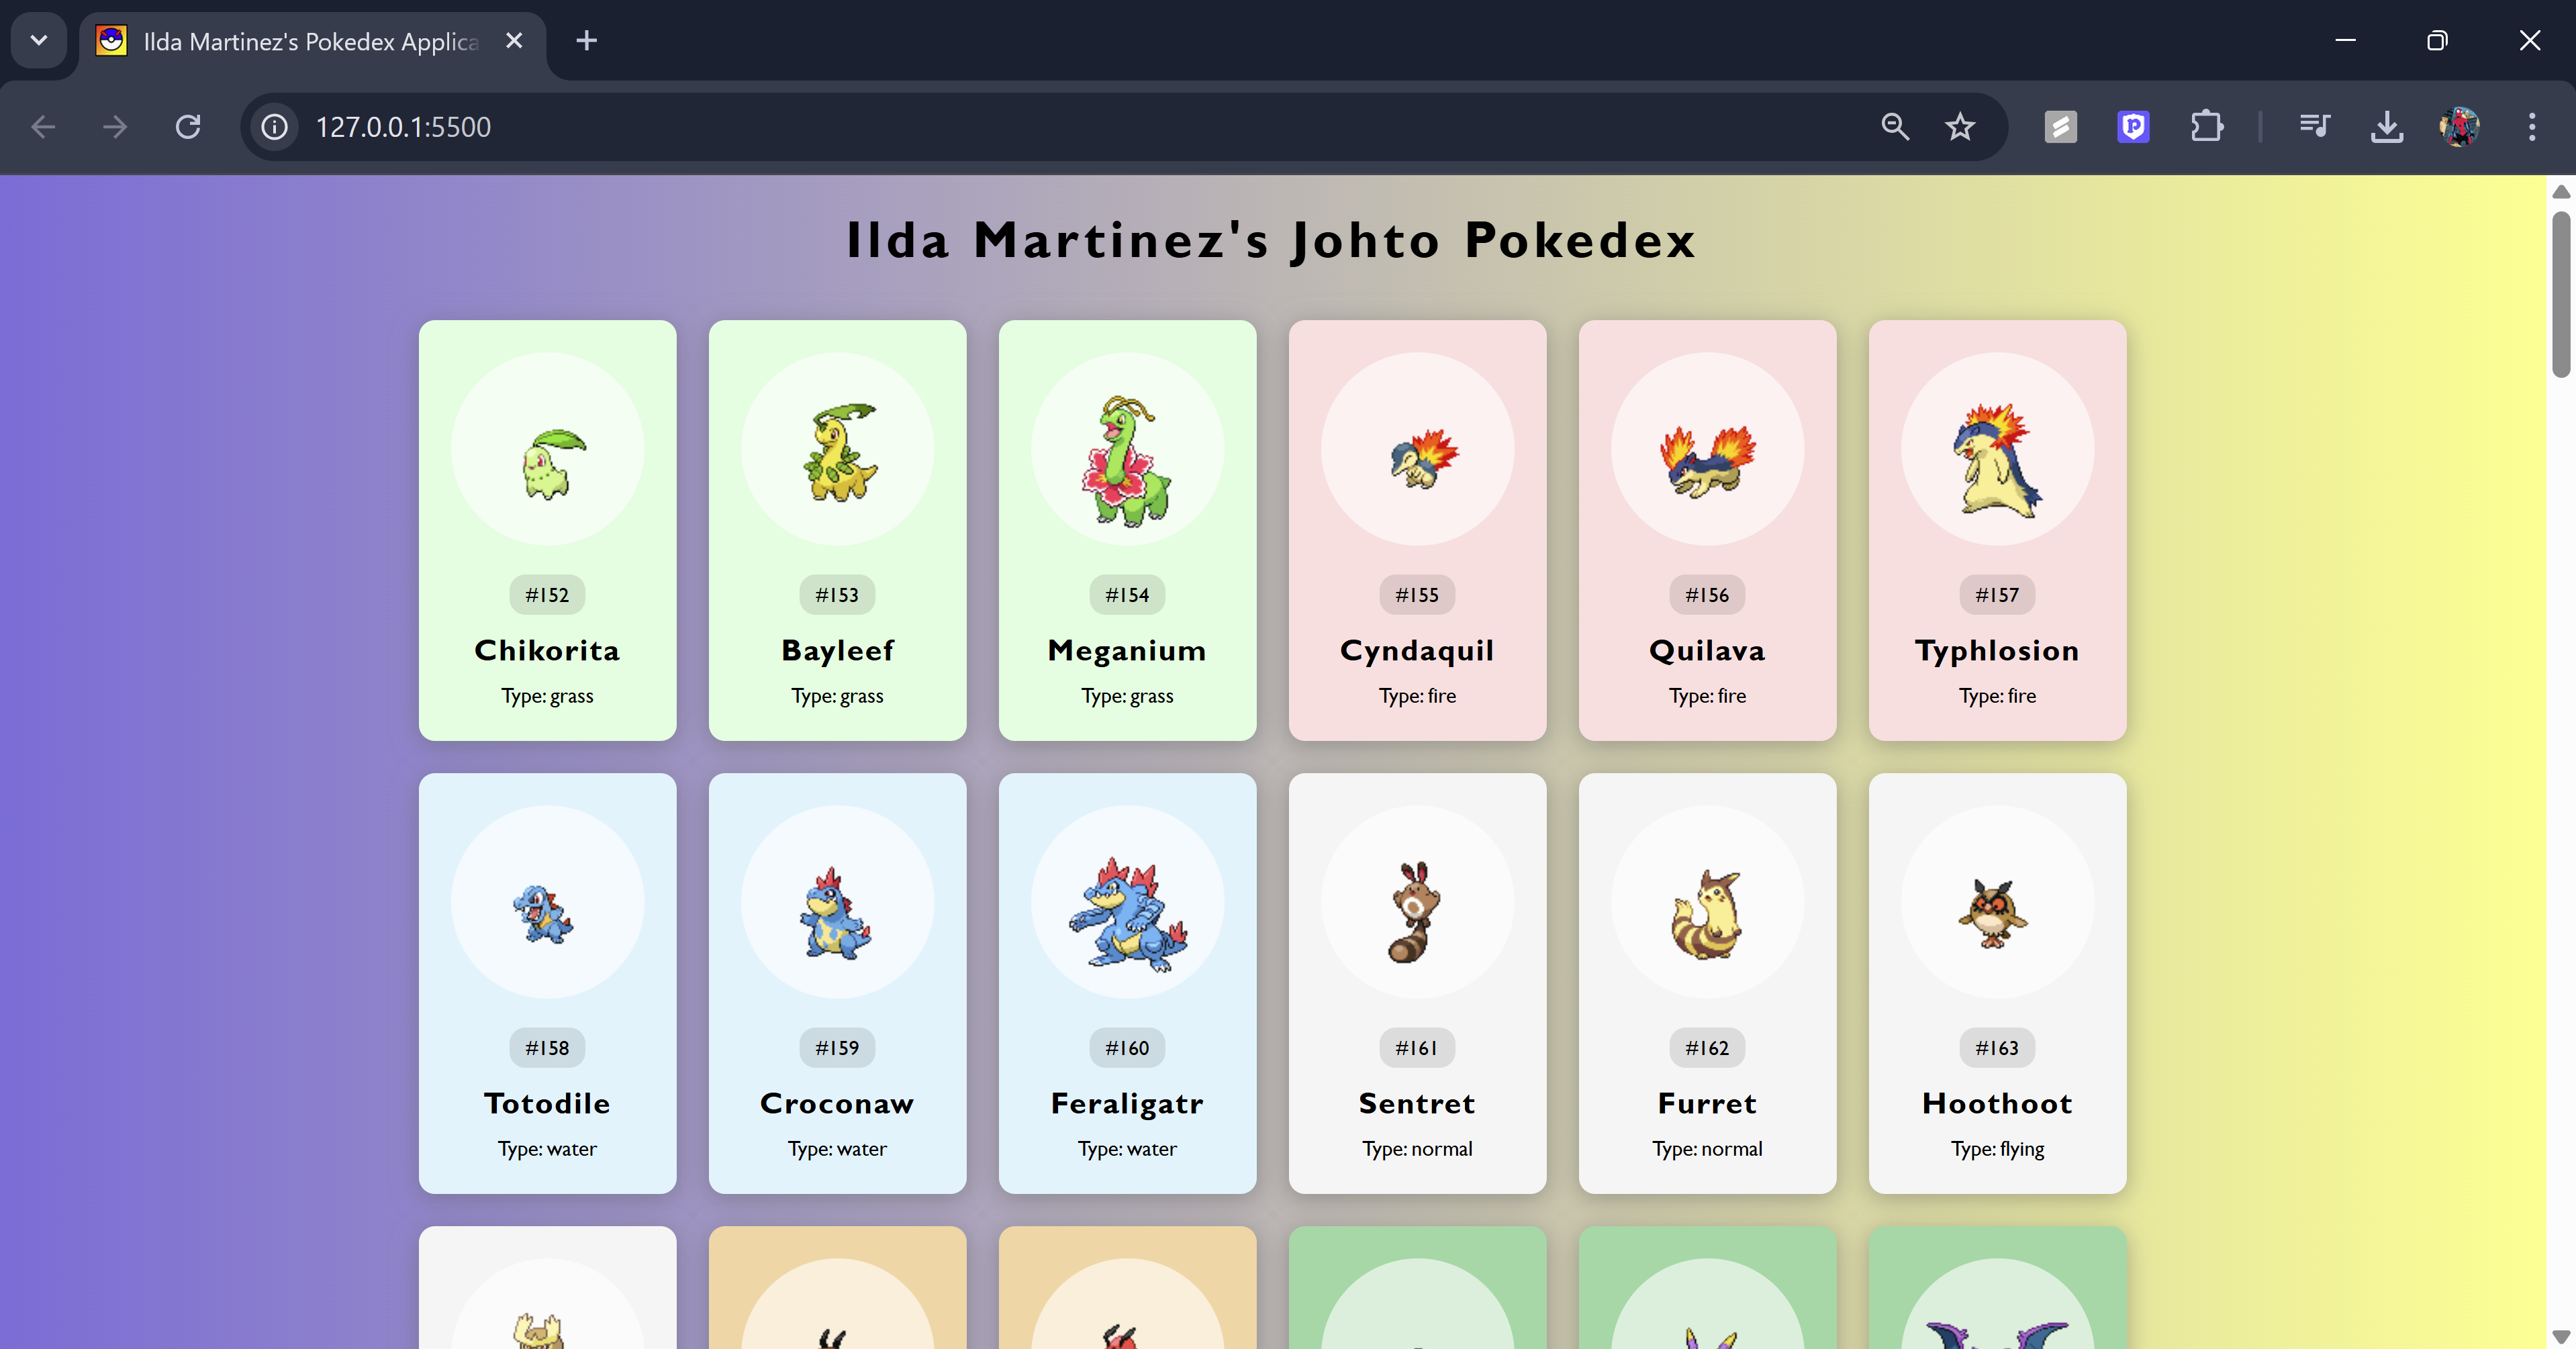 Ilda Martinez's Pokedex Applica
127.0.0.1:5500
Ilda Martinez's Johto Pokedex
#152 #153 #154 #155 #156 #157
Chikorita Bayleef Meganium Cyndaquil Quilava Typhlosion
Type: grass Type: grass Type: grass Type: fire Type: fire Type: fire
#158 #159 #160 #161 #162 #163
Totodile Croconaw Feraligatr Sentret Furret Hoothoot
Type: water Type: water Type: water Type: normal Type: normal Type: flying